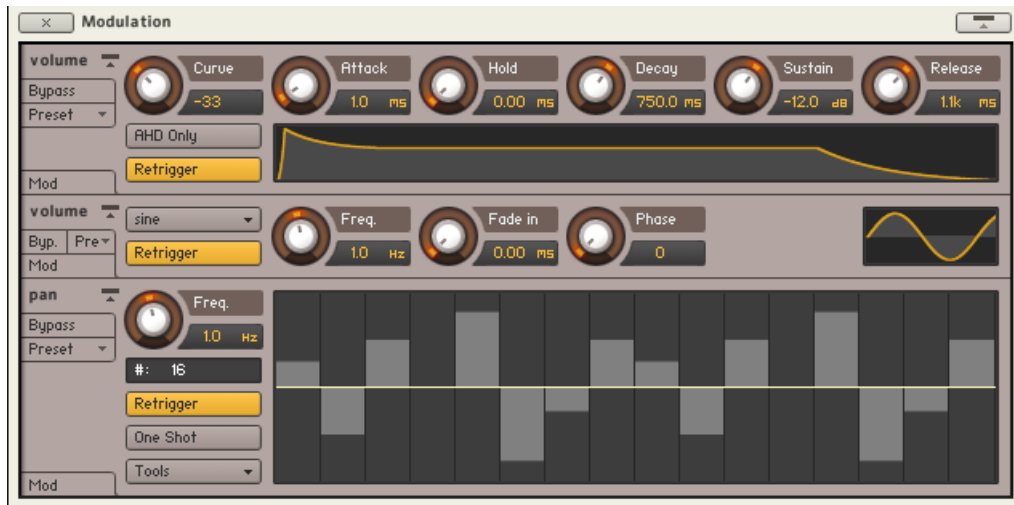 × Modulation
volume Curve Attack Hold Decay Sustain Release
Bypass -33 1.0 ms 0.00 ms 750.0 ms -12.0 dB 1.1k ms
Preset
AHD Only
Retrigger
Mod
volume sine Freq. Fade in Phase
Byp. Pre Retrigger 1.0 Hz 0.00 ms 0
Mod
pan Freq.
Bypass 1.0 Hz
Preset
#: 16
Retrigger
One Shot
Tools
Mod